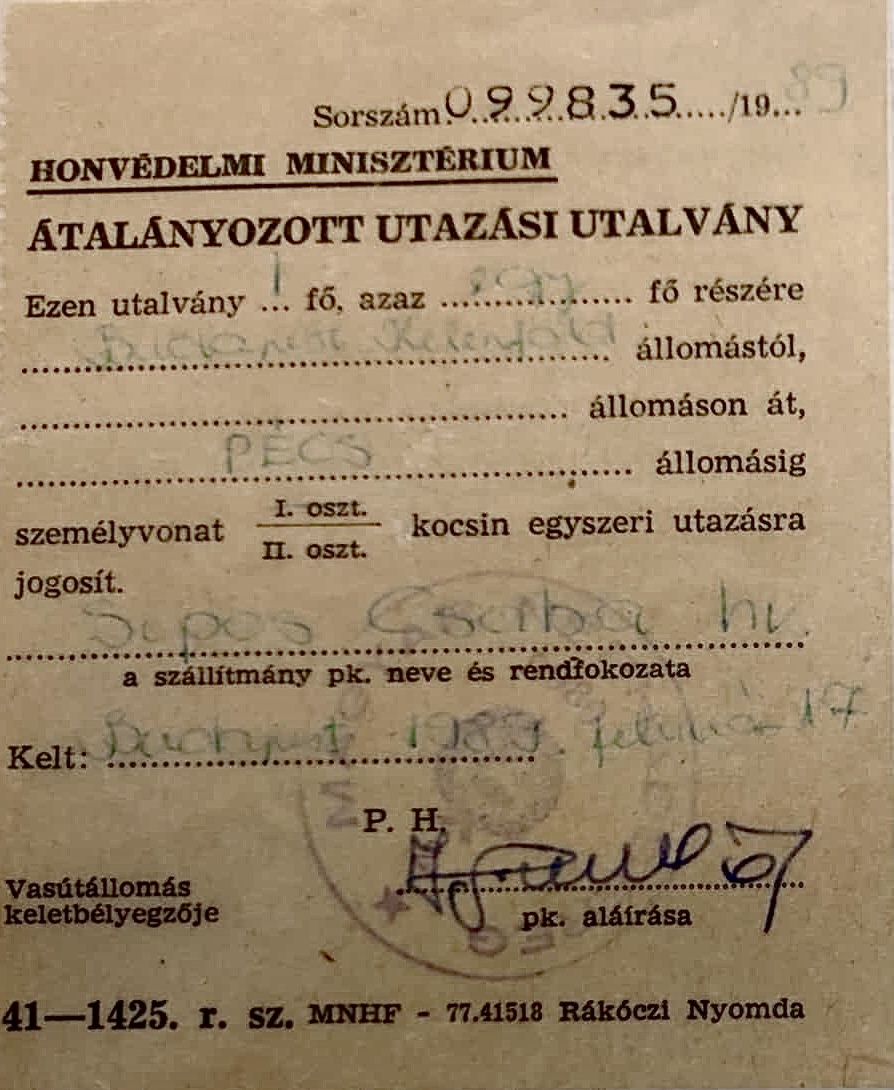 Sorszám 099835...../19...89
HONVÉDELMI MINISZTÉRIUM
ÁTALÁNYOZOTT UTAZÁSI UTALVÁNY
Ezen utalvány 1 fő, azaz egy fő részére
Budapest Kelenföld állomástól,
állomáson át,
PÉCS állomásig
személyvonat I. oszt. II. oszt. kocsin egyszeri utazásra
jogosít.
Sipos Csaba hv.
a szállítmány pk. neve és rendfokozata
Kelt: Budapest 1989. február 17
P. H.
Vasútállomás
keletbélyegzője
pk. aláírása
41—1425. r. sz. MNHF - 77.41518 Rákóczi Nyomda